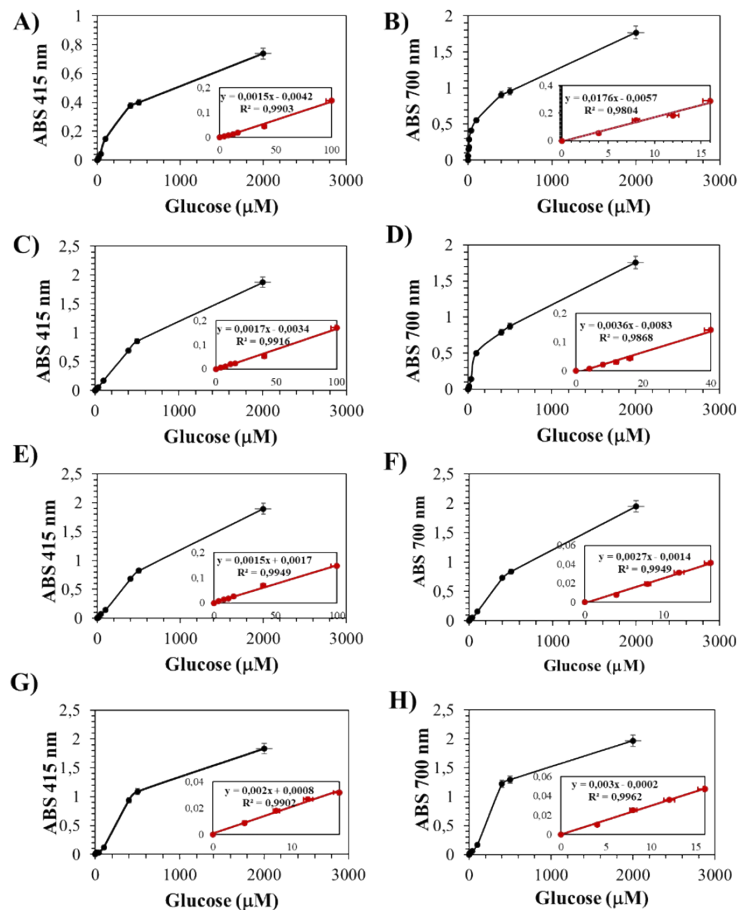 A)
ABS 415 nm
1
0,8
0,6
0,4
0,2
0
0 1000 2000 3000
Glucose (µM)
0,2
0,1
0
0 50 100
y = 0,0015x - 0,0042
R² = 0,9903
B)
ABS 700 nm
2
1,5
1
0,5
0
0 1000 2000 3000
Glucose (µM)
0,4
0,2
0
0 5 10 15
y = 0,0176x - 0,0057
R² = 0,9804
C)
ABS 415 nm
2,5
2
1,5
1
0,5
0
0 1000 2000 3000
Glucose (µM)
0,2
0,1
0
0 50 100
y = 0,0017x - 0,0034
R² = 0,9916
D)
ABS 700 nm
2
1,5
1
0,5
0
0 1000 2000 3000
Glucose (µM)
0,2
0,1
0
0 20 40
y = 0,0036x - 0,0083
R² = 0,9868
E)
ABS 415 nm
2,5
2
1,5
1
0,5
0
0 1000 2000 3000
Glucose (µM)
0,2
0,1
0
0 50 100
y = 0,0015x + 0,0017
R² = 0,9949
F)
ABS 700 nm
2,5
2
1,5
1
0,5
0
0 1000 2000 3000
Glucose (µM)
0,06
0,04
0,02
0
0 10
y = 0,0027x - 0,0014
R² = 0,9949
G)
ABS 415 nm
2,5
2
1,5
1
0,5
0
0 1000 2000 3000
Glucose (µM)
0,04
0,02
0
0 10
y = 0,002x + 0,0008
R² = 0,9902
H)
ABS 700 nm
2,5
2
1,5
1
0,5
0
0 1000 2000 3000
Glucose (µM)
0,06
0,04
0,02
0
0 5 10 15
y = 0,003x - 0,0002
R² = 0,9962